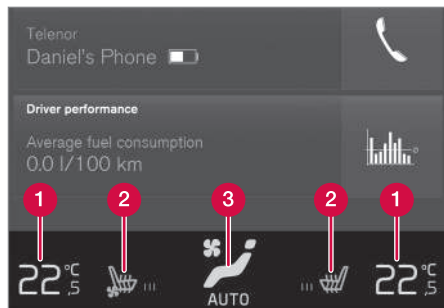 Telenor
Daniel's Phone
Driver performance
Average fuel consumption
0.0 l/100 km
1 2 3 2 1
22,5 °C 22,5 °C
AUTO